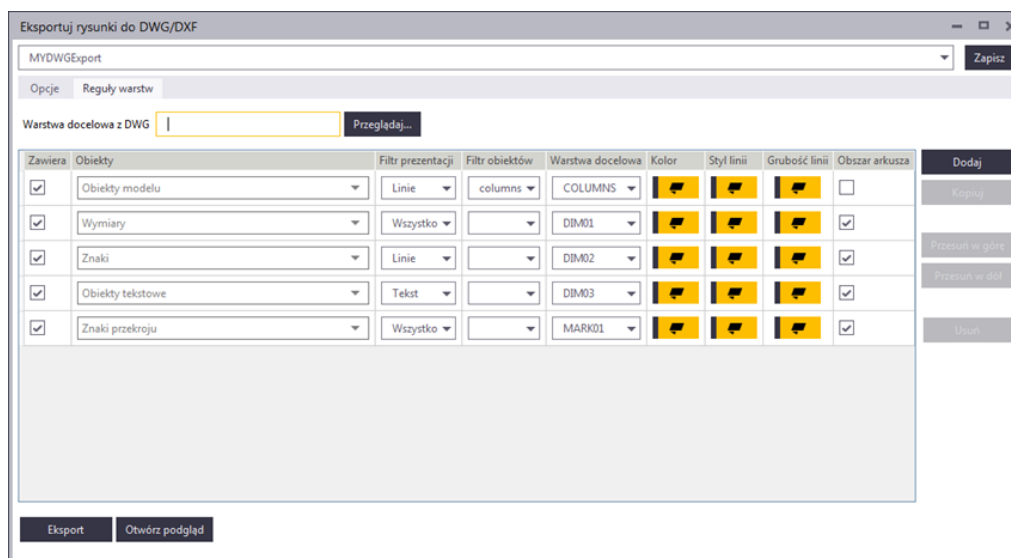 Eksportuj rysunki do DWG/DXF
MYDWGExport
Zapisz
Opcje Reguły warstw
Warstwa docelowa z DWG Przeglądaj...
Zawiera Obiekty Filtr prezentacji Filtr obiektów Warstwa docelowa Kolor Styl linii Grubość linii Obszar arkusza
Dodaj
Obiekty modelu Linie columns COLUMNS
Kopiuj
Wymiary Wszystko DIM01
Przesuń w górę
Znaki Linie DIM02
Przesuń w dół
Obiekty tekstowe Tekst DIM03
Znaki przekroju Wszystko MARK01
Usuń
Eksport Otwórz podgląd